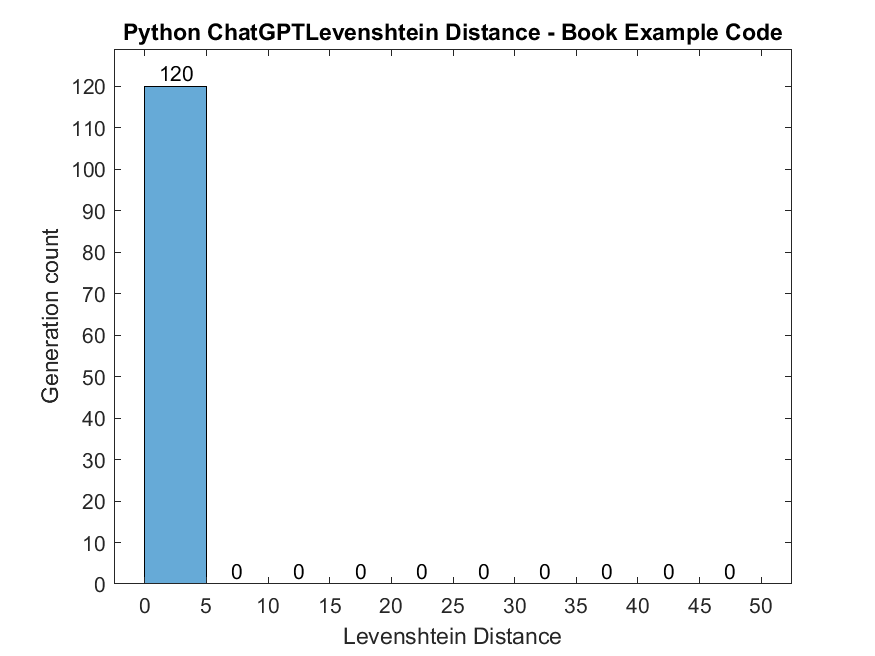 Python ChatGPTLevenshtein Distance - Book Example Code
120
120
110
100
90
80
70
60
50
40
30
20
10
0
Generation count
0 0 0 0 0 0 0 0 0
0 5 10 15 20 25 30 35 40 45 50
Levenshtein Distance